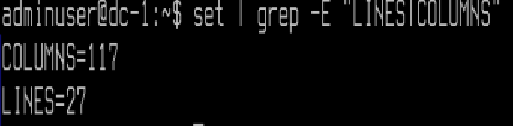 adminuser@dc-1:~$ set | grep -E "LINES|COLUMNS"
COLUMNS=117
LINES=27